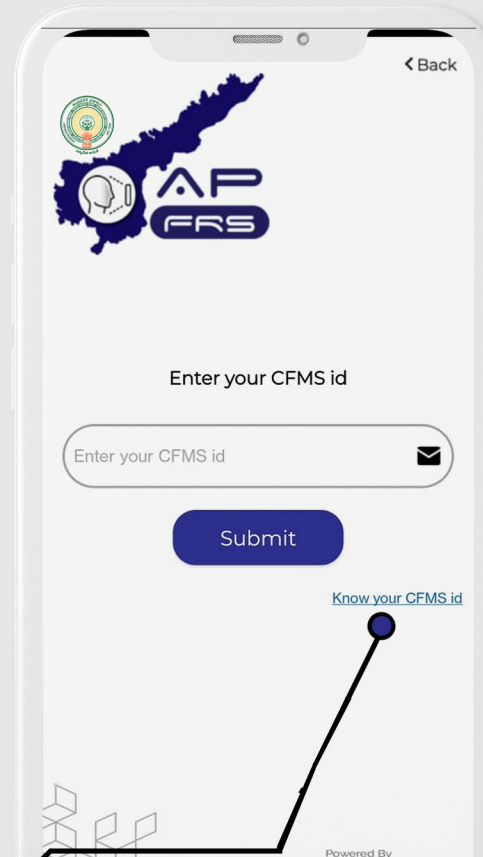 Back
AP
FRS
Enter your CFMS id
Enter your CFMS id
Submit
Know your CFMS id
Powered By